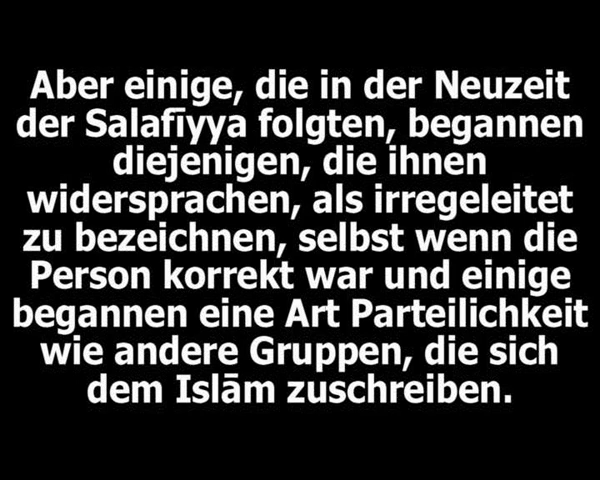 Aber einige, die in der Neuzeit
der Salafīyya folgten, begannen
diejenigen, die ihnen
widersprachen, als irregeleitet
zu bezeichnen, selbst wenn die
Person korrekt war und einige
begannen eine Art Parteilichkeit
wie andere Gruppen, die sich
dem Islām zuschreiben.